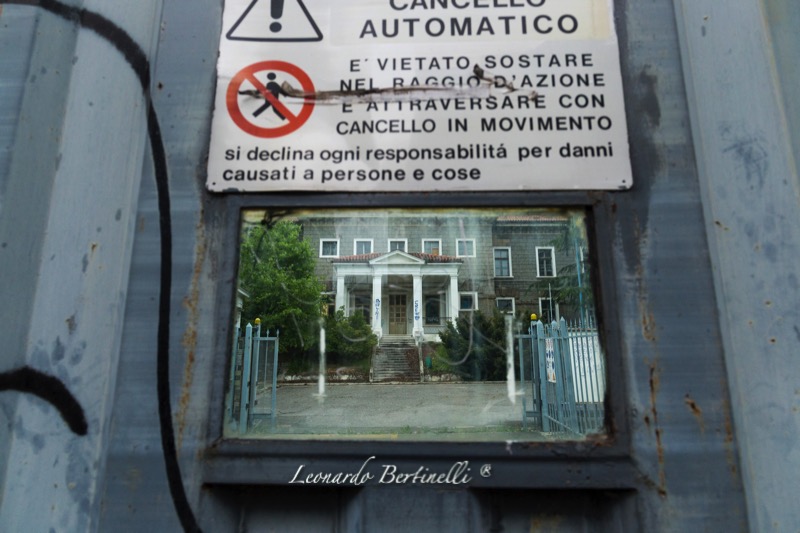 CANCELLO
AUTOMATICO
E' VIETATO SOSTARE
NEL RAGGIO D'AZIONE
E ATTRAVERSARE CON
CANCELLO IN MOVIMENTO
si declina ogni responsabilitá per danni
causati a persone e cose
Leonardo Bertinelli ®